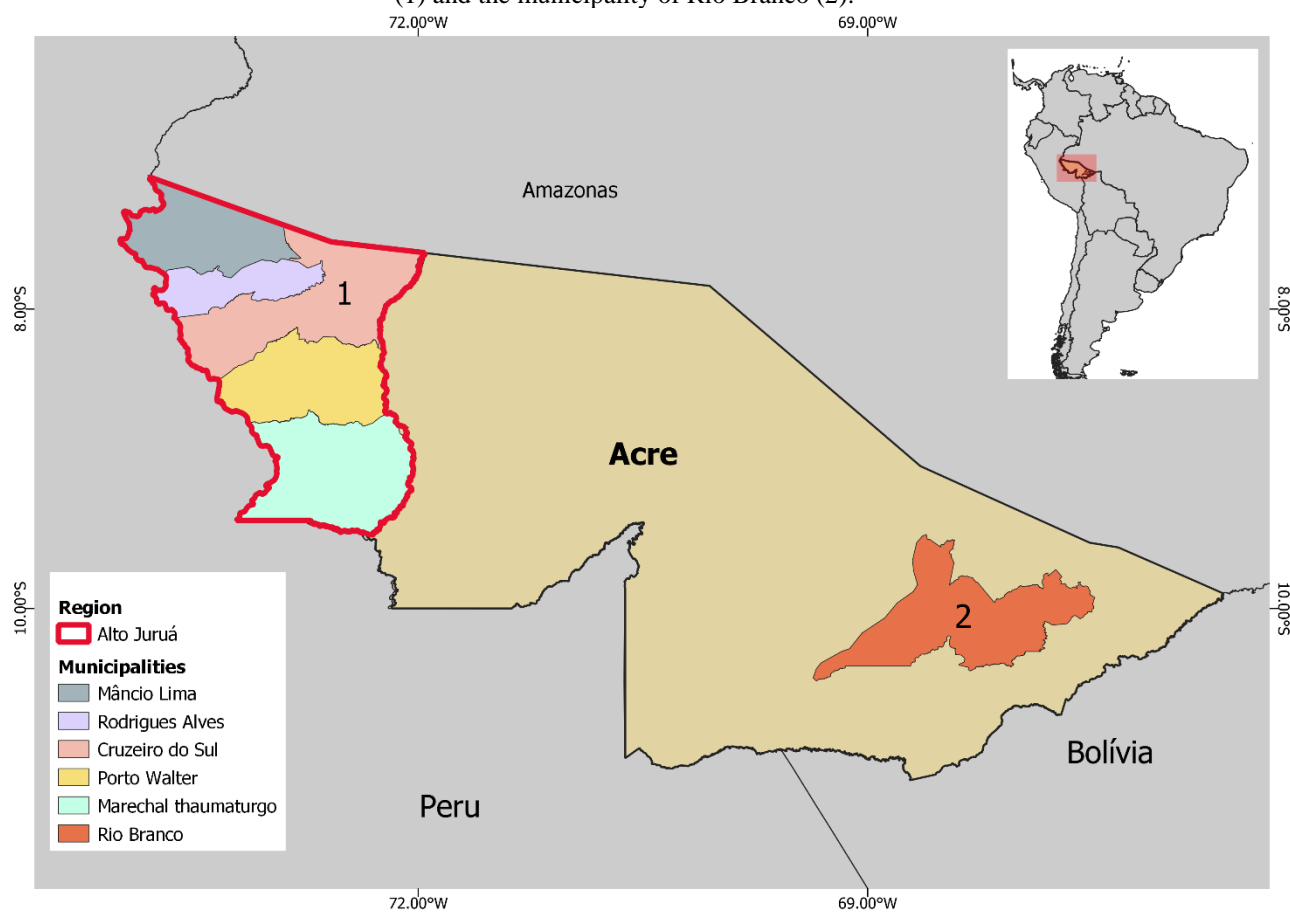 (1) and the municipality of Rio Branco (2).
72.00°W
69.00°W
Amazonas
1
8.00°S
8.00°S
Acre
2
10.00°S
10.00°S
Region
Alto Juruá
Municipalities
Mâncio Lima
Rodrigues Alves
Cruzeiro do Sul
Porto Walter
Marechal thaumaturgo
Rio Branco
Bolívia
Peru
72.00°W
69.00°W